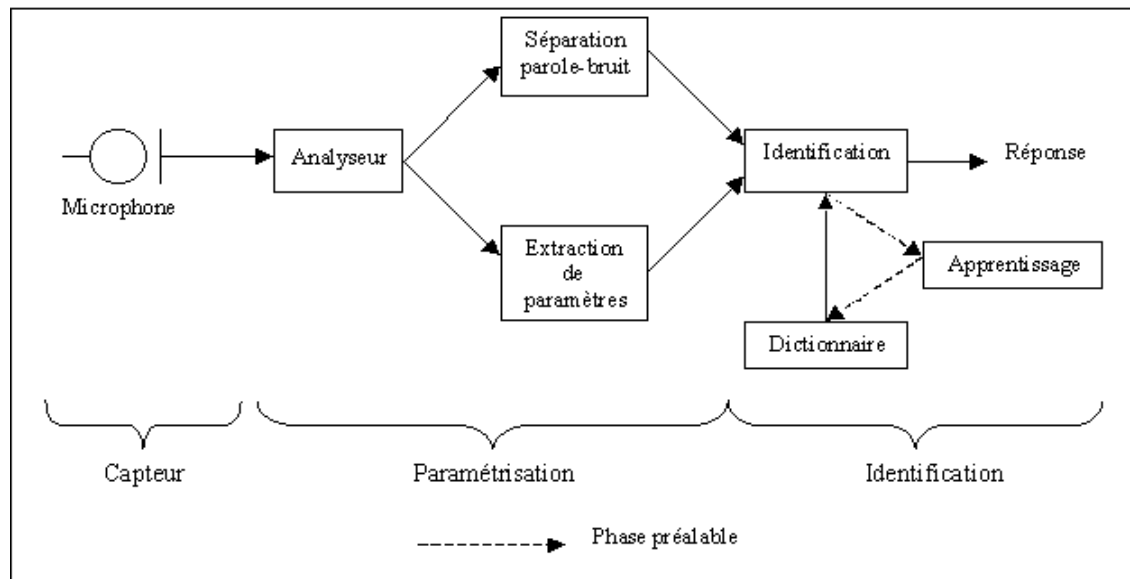 Séparation
parole-bruit
Microphone
Analyseur
Identification
Réponse
Extraction
de
paramètres
Apprentissage
Dictionnaire
Capteur
Paramétrisation
Identification
Phase préalable